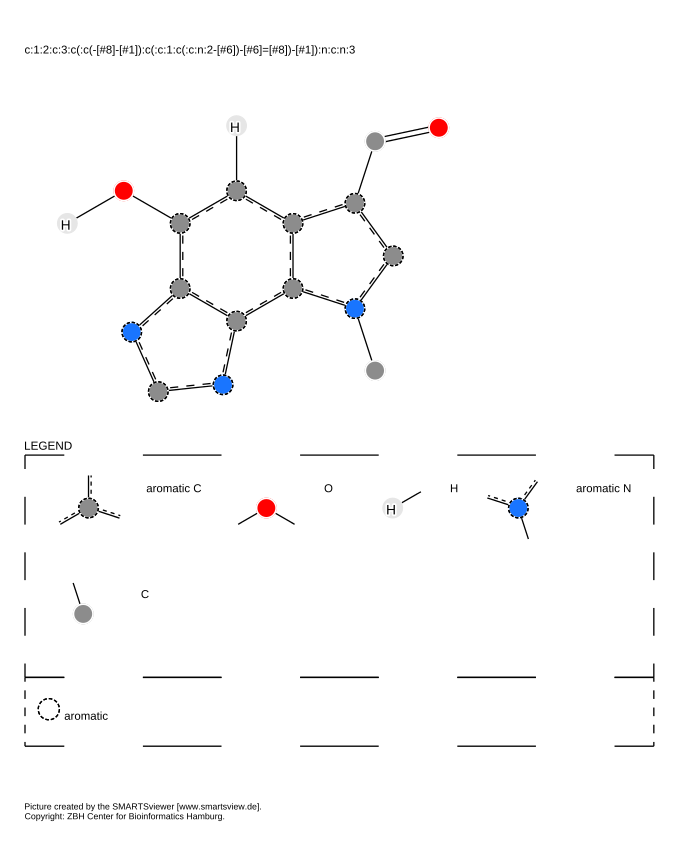 c:1:2:c:3:c(:c(-[#8]-[#1]):c(:c:1:c(:c:n:2-[#6])-[#6]=[#8])-[#1]):n:c:n:3
H
H
LEGEND
aromatic C
O
H
H
aromatic N
C
aromatic
Picture created by the SMARTSviewer [www.smartsview.de].
Copyright: ZBH Center for Bioinformatics Hamburg.